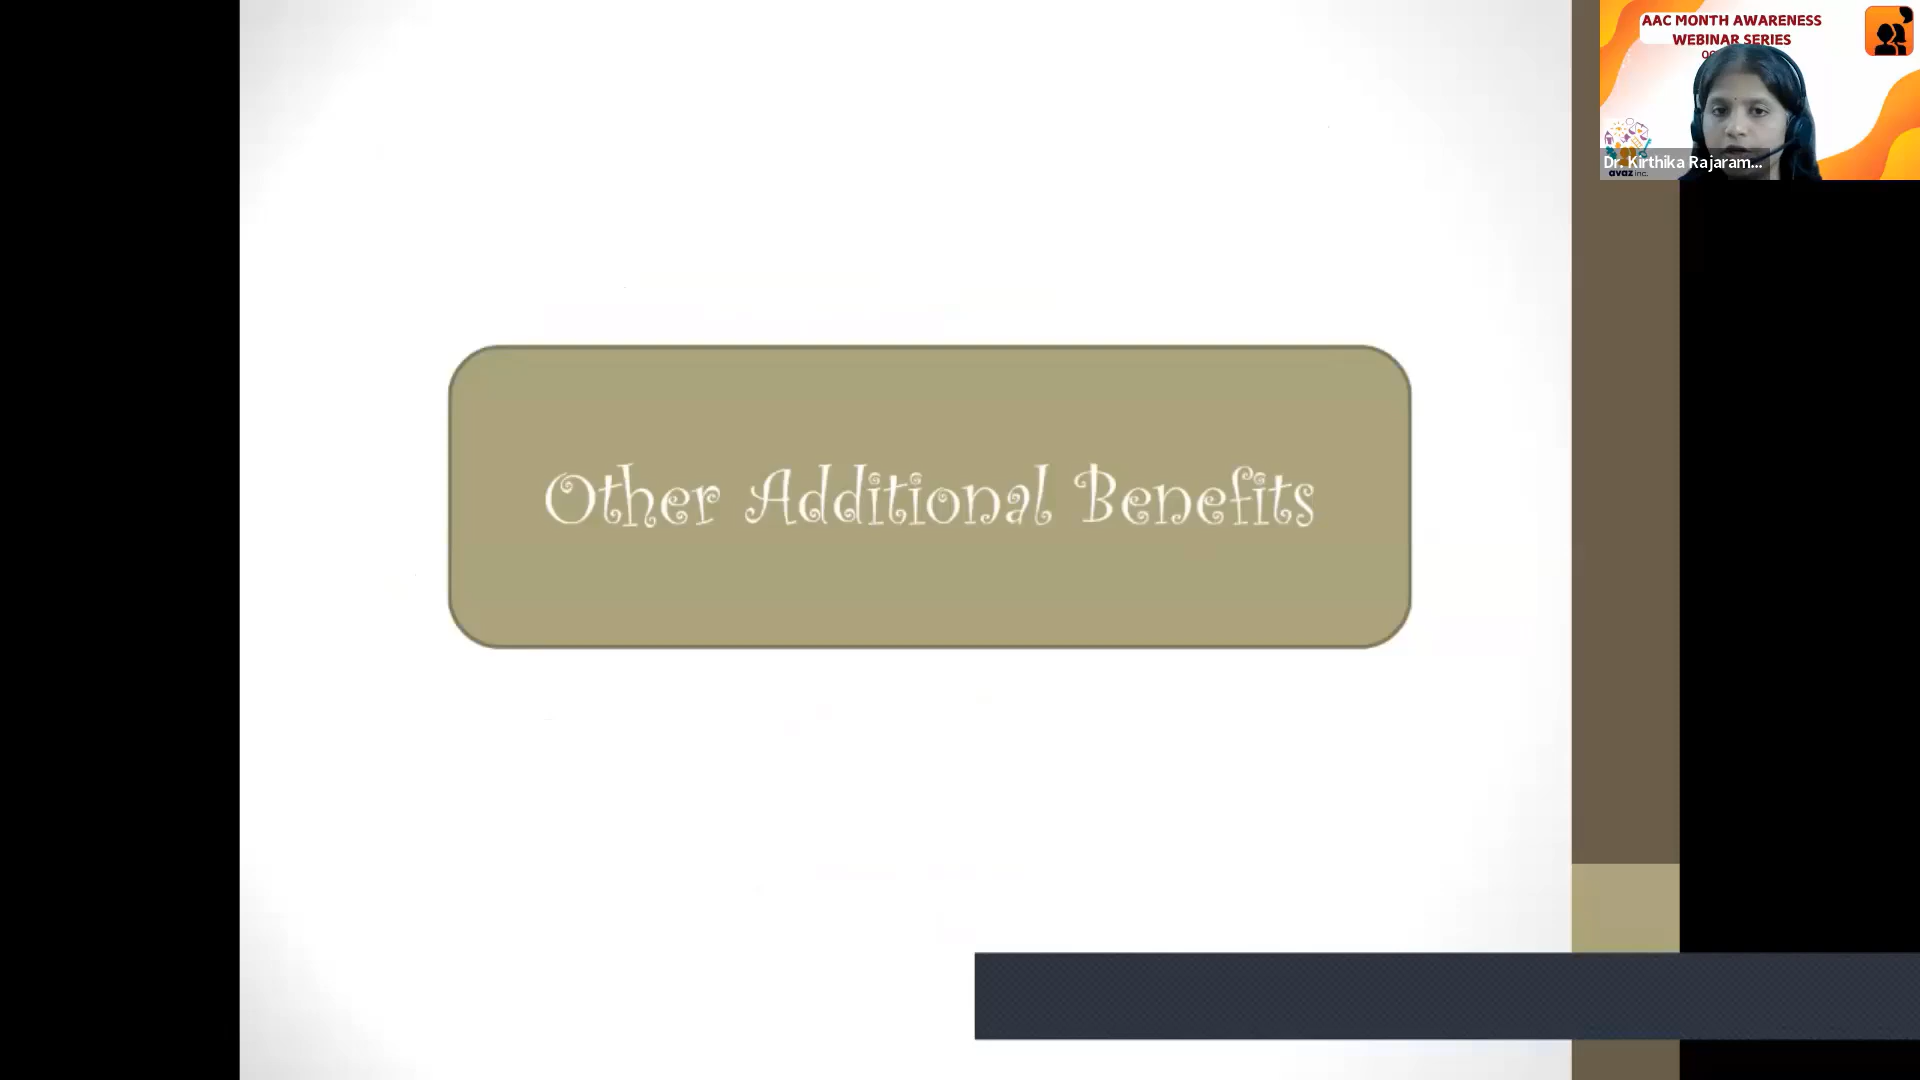 AAC MONTH AWARENESS
WEBINAR SERIES
Other Additional Benefits
Dr. Kirthika Rajaram...
avaz inc.